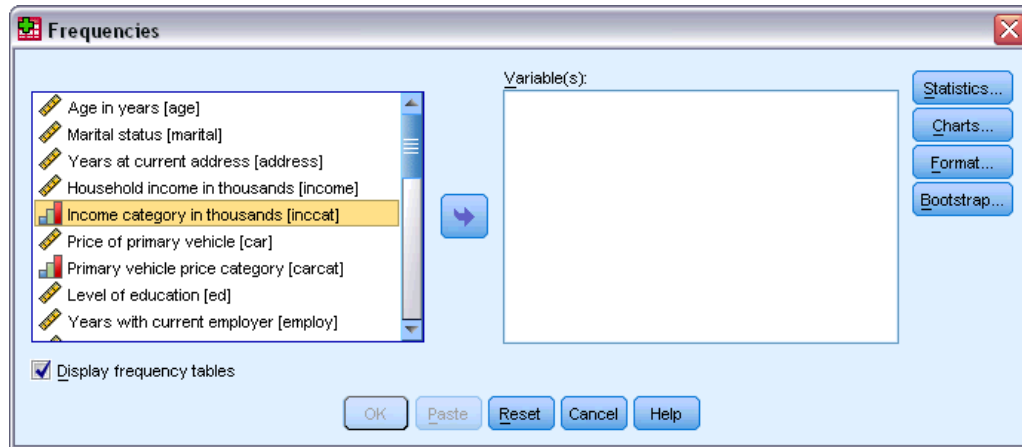 Frequencies
Variable(s):
Age in years [age]
Marital status [marital]
Years at current address [address]
Household income in thousands [income]
Income category in thousands [inccat]
Price of primary vehicle [car]
Primary vehicle price category [carcat]
Level of education [ed]
Years with current employer [employ]
Statistics...
Charts...
Format...
Bootstrap...
Display frequency tables
OK
Paste
Reset
Cancel
Help